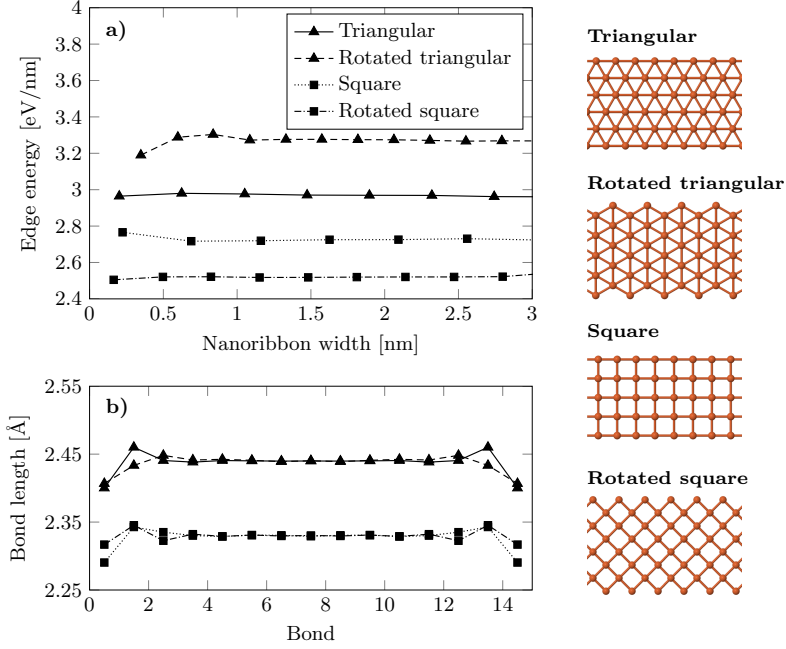 a)
Triangular
Rotated triangular
Square
Rotated square
4
3.8
3.6
3.4
3.2
3
2.8
2.6
2.4
Edge energy [eV/nm]
0 0.5 1 1.5 2 2.5 3
Nanoribbon width [nm]
b)
2.55
2.45
2.35
2.25
Bond length [Å]
0 2 4 6 8 10 12 14
Bond
Triangular
Rotated triangular
Square
Rotated square